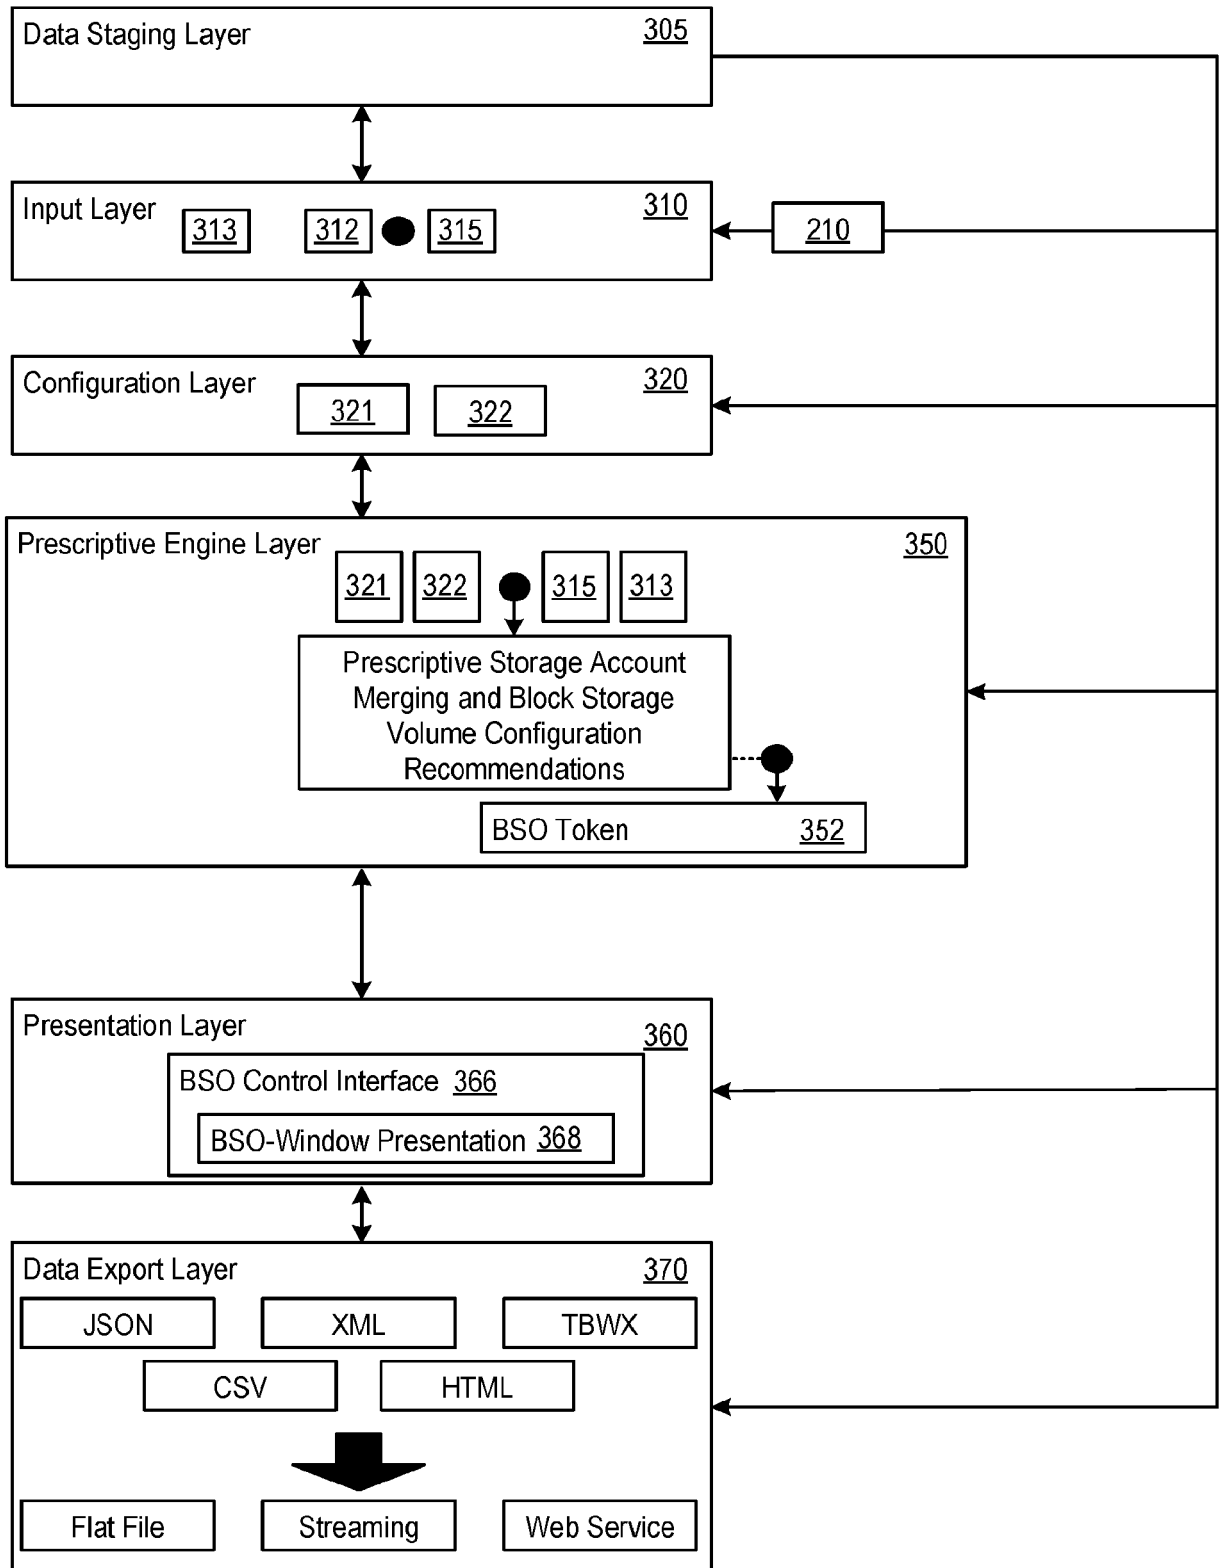 Data Staging Layer 305
Input Layer 310
313 312 315 210
Configuration Layer 320
321 322
Prescriptive Engine Layer 350
321 322 315 313
Prescriptive Storage Account
Merging and Block Storage
Volume Configuration
Recommendations
BSO Token 352
Presentation Layer 360
BSO Control Interface 366
BSO-Window Presentation 368
Data Export Layer 370
JSON XML TBWX
CSV HTML
Flat File Streaming Web Service